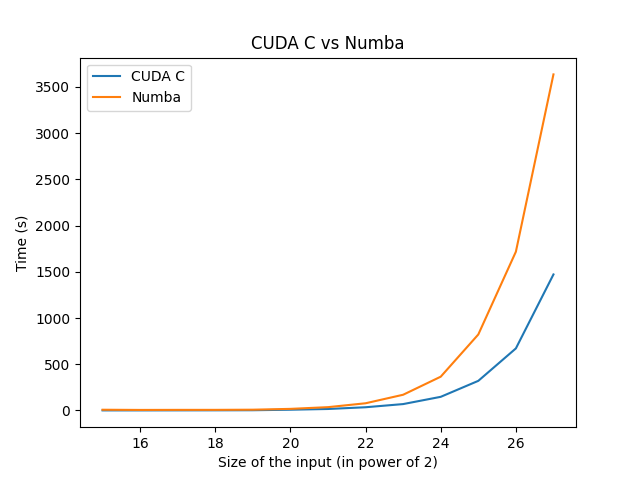 CUDA C vs Numba
CUDA C
Numba
3500
3000
2500
2000
1500
1000
500
0
Time (s)
16 18 20 22 24 26
Size of the input (in power of 2)